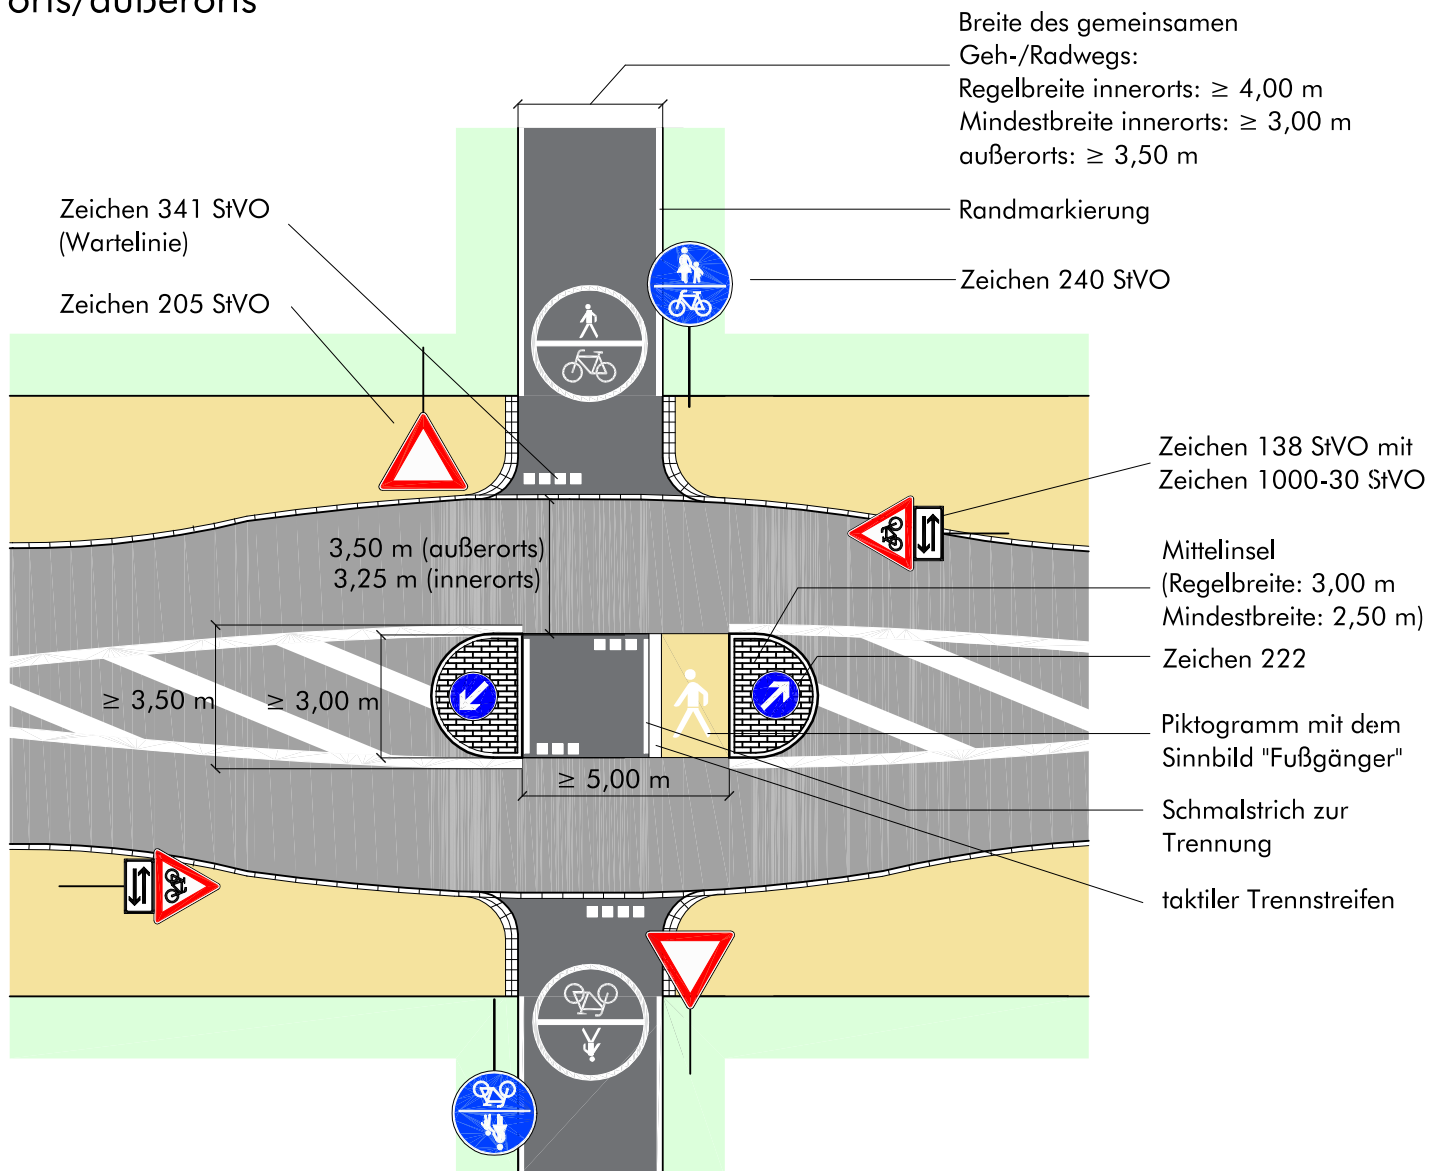 orts/außerorts
Breite des gemeinsamen
Geh-/Radwegs:
Regelbreite innerorts: ≥ 4,00 m
Mindestbreite innerorts: ≥ 3,00 m
außerorts: ≥ 3,50 m
Randmarkierung
Zeichen 240 StVO
Zeichen 341 StVO
(Wartelinie)
Zeichen 205 StVO
Zeichen 138 StVO mit
Zeichen 1000-30 StVO
3,50 m (außerorts)
3,25 m (innerorts)
Mittelinsel
(Regelbreite: 3,00 m
Mindestbreite: 2,50 m)
Zeichen 222
≥ 3,50 m
≥ 3,00 m
≥ 5,00 m
Piktogramm mit dem
Sinnbild "Fußgänger"
Schmalstrich zur
Trennung
taktiler Trennstreifen